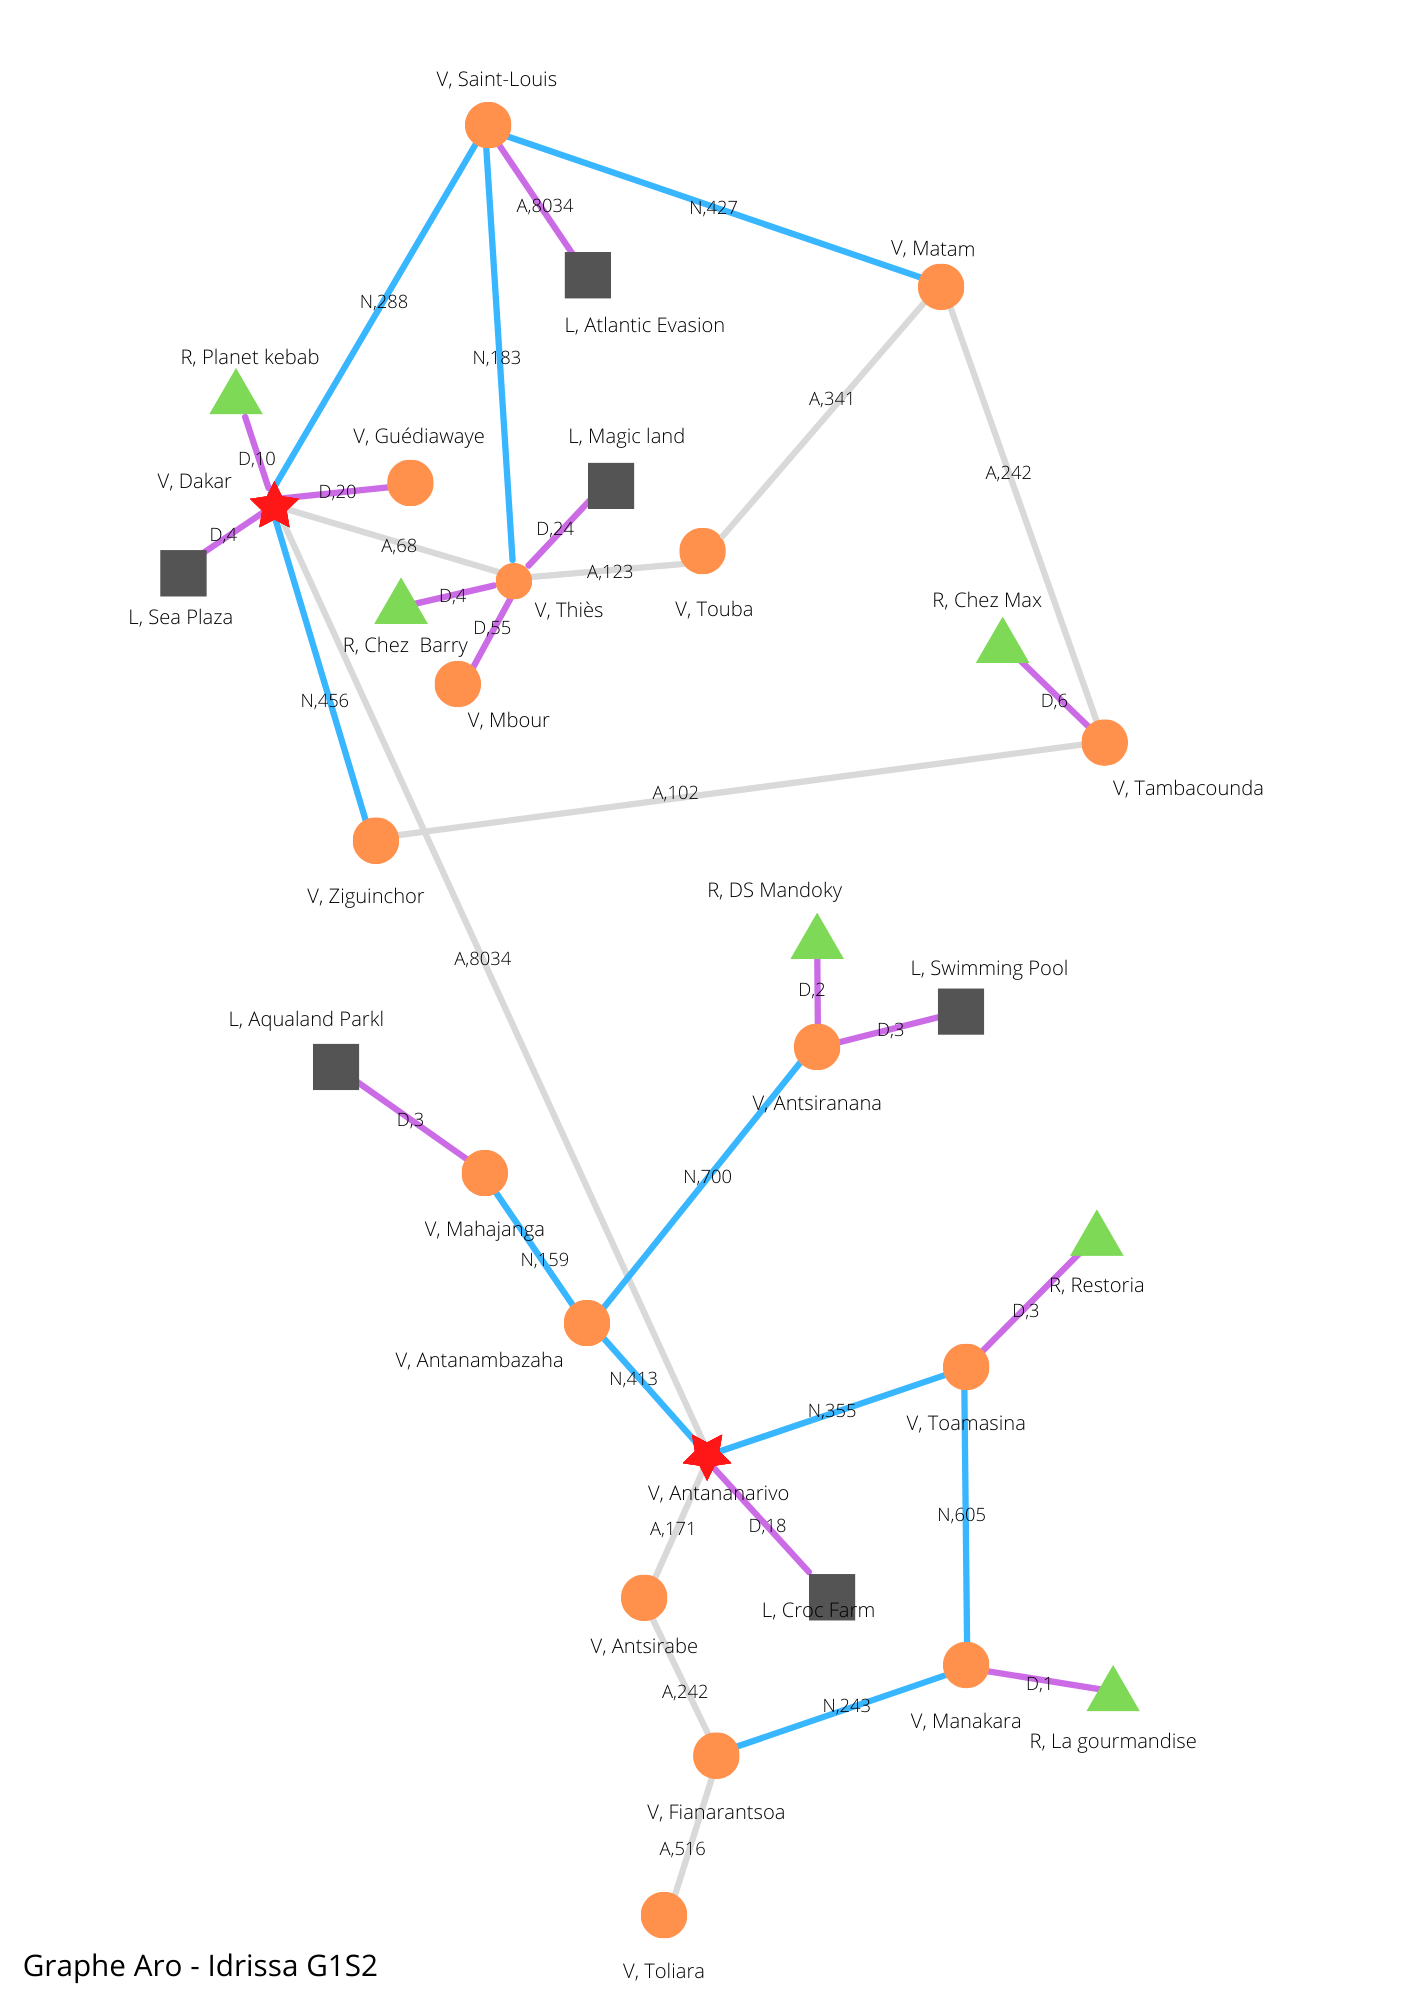 V, Saint-Louis
A,8034
N,427
V, Matam
N,288
L, Atlantic Evasion
R, Planet kebab
N,183
A,341
V, Guédiawaye
L, Magic land
D,10
V, Dakar
D,20
A,242
D,4
A,68
D,24
A,123
D,4
L, Sea Plaza
V, Thiès
V, Touba
R, Chez Max
D,55
R, Chez  Barry
N,456
V, Mbour
D,6
A,102
V, Tambacounda
V, Ziguinchor
R, DS Mandoky
A,8034
L, Swimming Pool
D,2
L, Aqualand Parkl
D,3
V, Antsiranana
D,3
N,700
V, Mahajanga
N,159
R, Restoria
D,3
V, Antanambazaha
N,413
N,355
V, Toamasina
V, Antananarivo
A,171
D,18
N,605
L, Croc Farm
V, Antsirabe
A,242
D,1
N,243
V, Manakara
R, La gourmandise
V, Fianarantsoa
A,516
Graphe Aro - Idrissa G1S2
V, Toliara